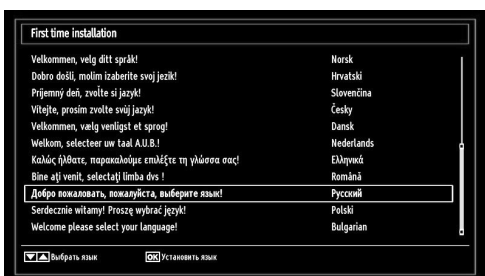 First time installation
Velkommen, velg ditt språk! Norsk
Dobro došli, molim izaberite svoj jezik! Hrvatski
Príjemný deň, zvoľte si jazyk! Slovenčina
Vítejte, prosím zvolte svůj jazyk! Česky
Velkommen, vælg venligst et sprog! Dansk
Welkom, selecteer uw taal A.U.B.! Nederlands
Καλώς ήλθατε, παρακαλούμε επιλέξτε τη γλώσσα σας! Ελληνικά
Bine aţi venit, selectaţi limba dvs ! Română
Добро пожаловать, пожалуйста, выберите язык! Русский
Serdecznie witamy! Proszę wybrać język! Polski
Welcome please select your language! Bulgarian
Выбрать язык OK Установить язык